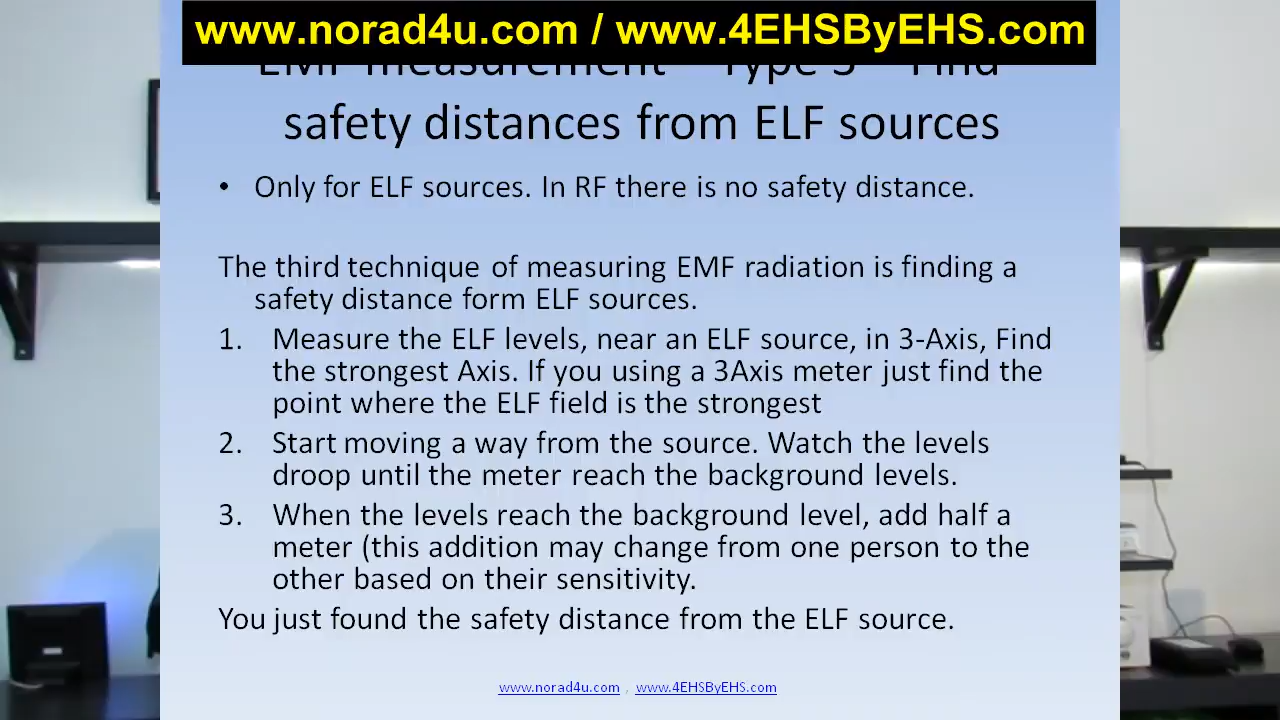 www.norad4u.com / www.4EHSByEHS.com
EMF measurement – Type 3 – Find
safety distances from ELF sources
• Only for ELF sources. In RF there is no safety distance.
The third technique of measuring EMF radiation is finding a
safety distance form ELF sources.
1. Measure the ELF levels, near an ELF source, in 3-Axis, Find
the strongest Axis. If you using a 3Axis meter just find the
point where the ELF field is the strongest
2. Start moving a way from the source. Watch the levels
droop until the meter reach the background levels.
3. When the levels reach the background level, add half a
meter (this addition may change from one person to the
other based on their sensitivity.
You just found the safety distance from the ELF source.
www.norad4u.com , www.4EHSByEHS.com